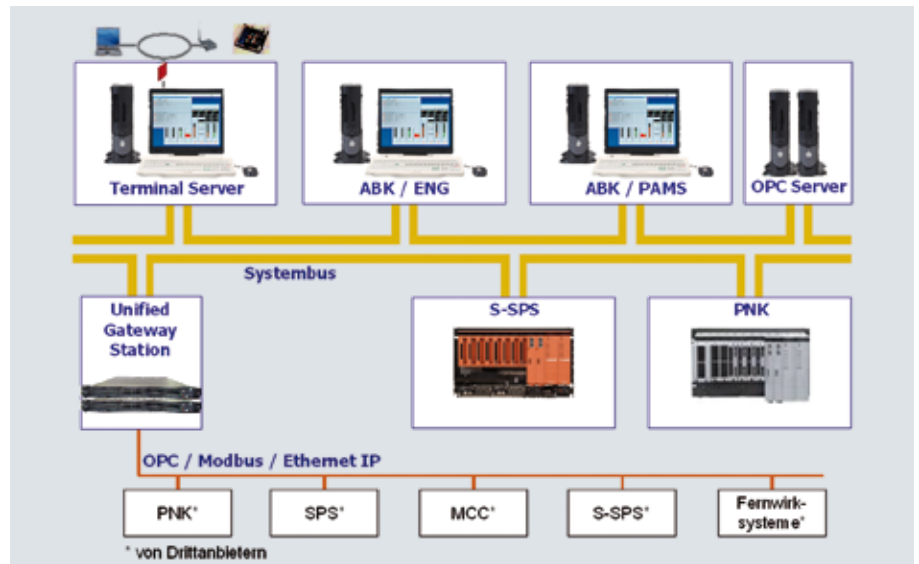 Terminal Server
ABK / ENG
ABK / PAMS
OPC Server
Systembus
Unified
Gateway
Station
S-SPS
PNK
OPC / Modbus / Ethernet IP
PNK*
SPS*
MCC*
S-SPS*
Fernwirk-
systeme*
* von Drittanbietern